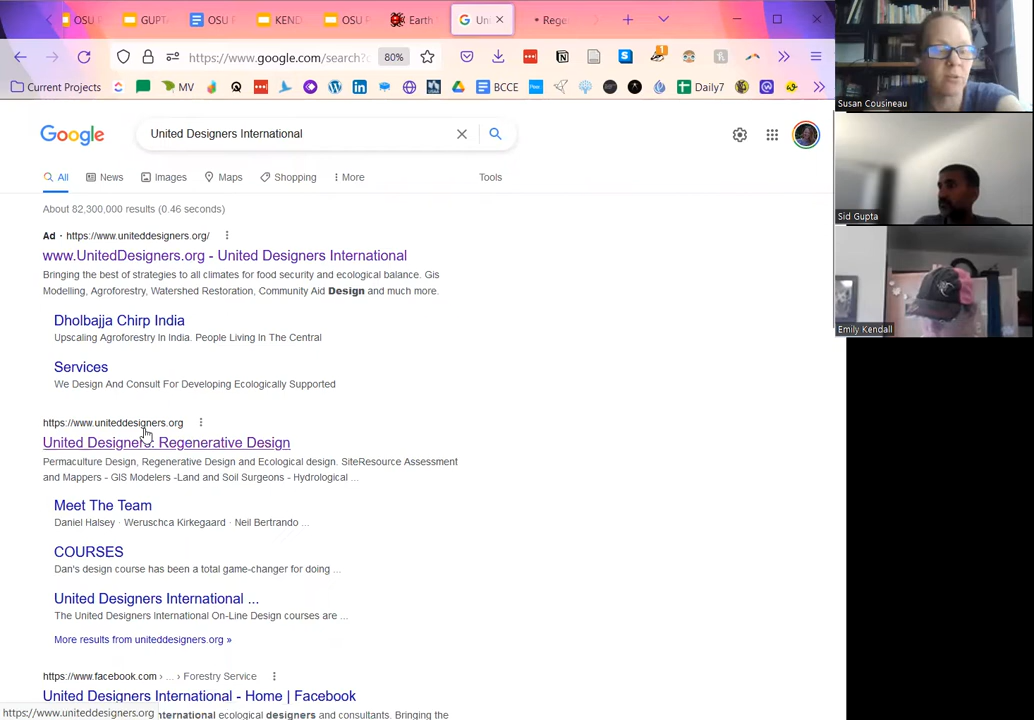 OSU
GUPT
OSU
KEND
OSU
Earth
Un
Rege
https://www.google.com/search?
80%
Current Projects
MV
BCCE
Daily7
Google
United Designers International
All
News
Images
Maps
Shopping
More
Tools
About 82,300,000 results (0.46 seconds)
Ad · https://www.uniteddesigners.org/
www.UnitedDesigners.org - United Designers International
Bringing the best of strategies to all climates for food security and ecological balance. Gis
Modelling, Agroforestry, Watershed Restoration, Community Aid Design and much more.
Dholbajja Chirp India
Upscaling Agroforestry In India. People Living In The Central
Services
We Design And Consult For Developing Ecologically Supported
https://www.uniteddesigners.org
United Designers: Regenerative Design
Permaculture Design, Regenerative Design and Ecological design. SiteResource Assessment
and Mappers - GIS Modelers -Land and Soil Surgeons - Hydrological ...
Meet The Team
Daniel Halsey · Weruschca Kirkegaard · Neil Bertrando ...
COURSES
Dan's design course has been a total game-changer for doing ...
United Designers International ...
The United Designers International On-Line Design courses are ...
More results from uniteddesigners.org »
https://www.facebook.com › ... › Forestry Service
United Designers International - Home | Facebook
international ecological designers and consultants. Bringing the
https://www.uniteddesigners.org
Susan Cousineau
Sid Gupta
Emily Kendall